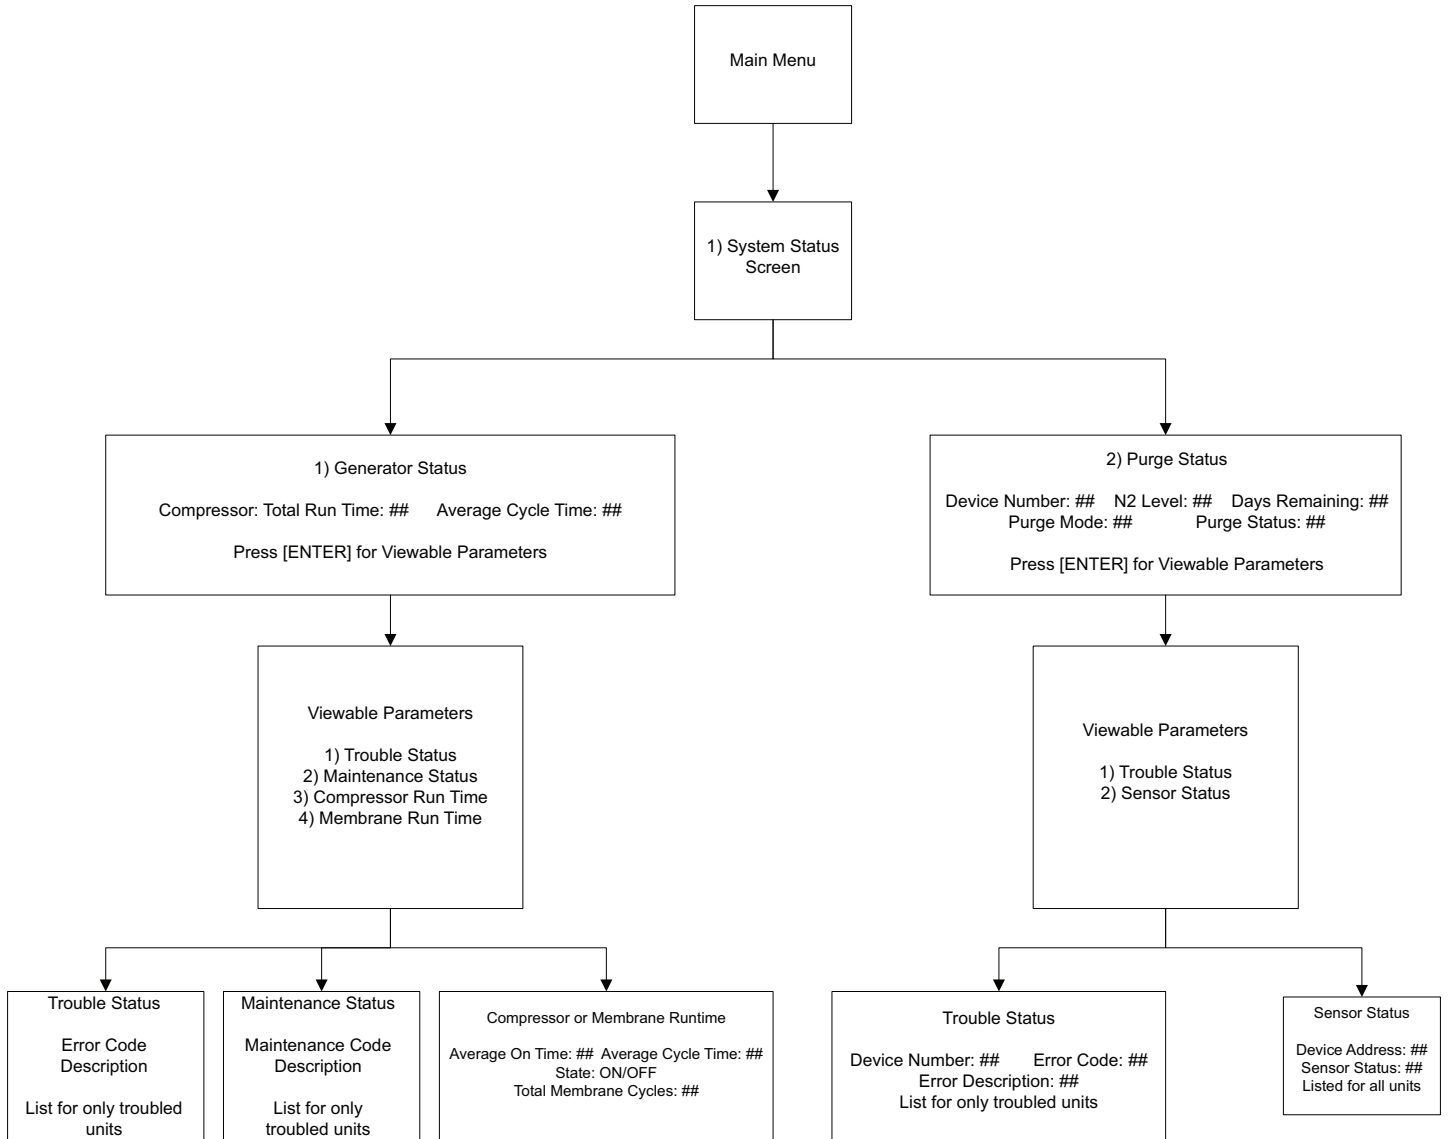 Main Menu
1) System Status
Screen
1) Generator Status
Compressor: Total Run Time: ## Average Cycle Time: ##
Press [ENTER] for Viewable Parameters
2) Purge Status
Device Number: ## N2 Level: ## Days Remaining: ##
Purge Mode: ## Purge Status: ##
Press [ENTER] for Viewable Parameters
Viewable Parameters
1) Trouble Status
2) Maintenance Status
3) Compressor Run Time
4) Membrane Run Time
Viewable Parameters
1) Trouble Status
2) Sensor Status
Trouble Status
Error Code
Description
List for only troubled
units
Maintenance Status
Maintenance Code
Description
List for only
troubled units
Compressor or Membrane Runtime
Average On Time: ## Average Cycle Time: ##
State: ON/OFF
Total Membrane Cycles: ##
Trouble Status
Device Number: ## Error Code: ##
Error Description: ##
List for only troubled units
Sensor Status
Device Address: ##
Sensor Status: ##
Listed for all units